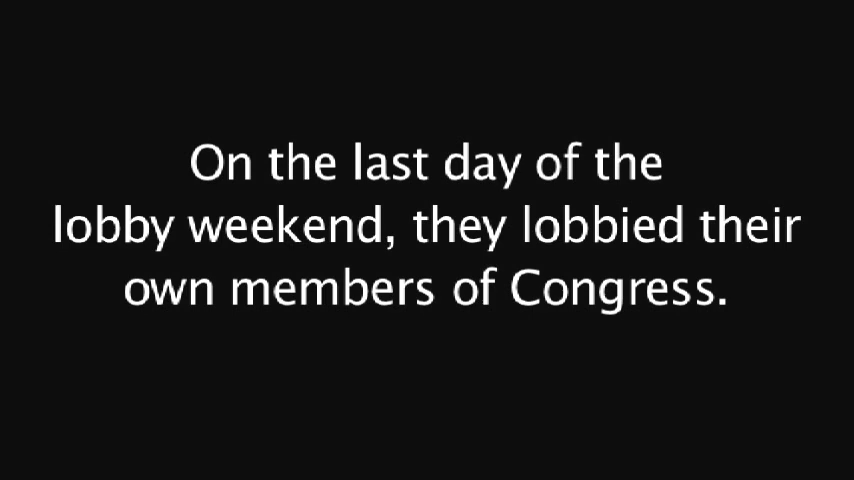 On the last day of the
lobby weekend, they lobbied their
own members of Congress.